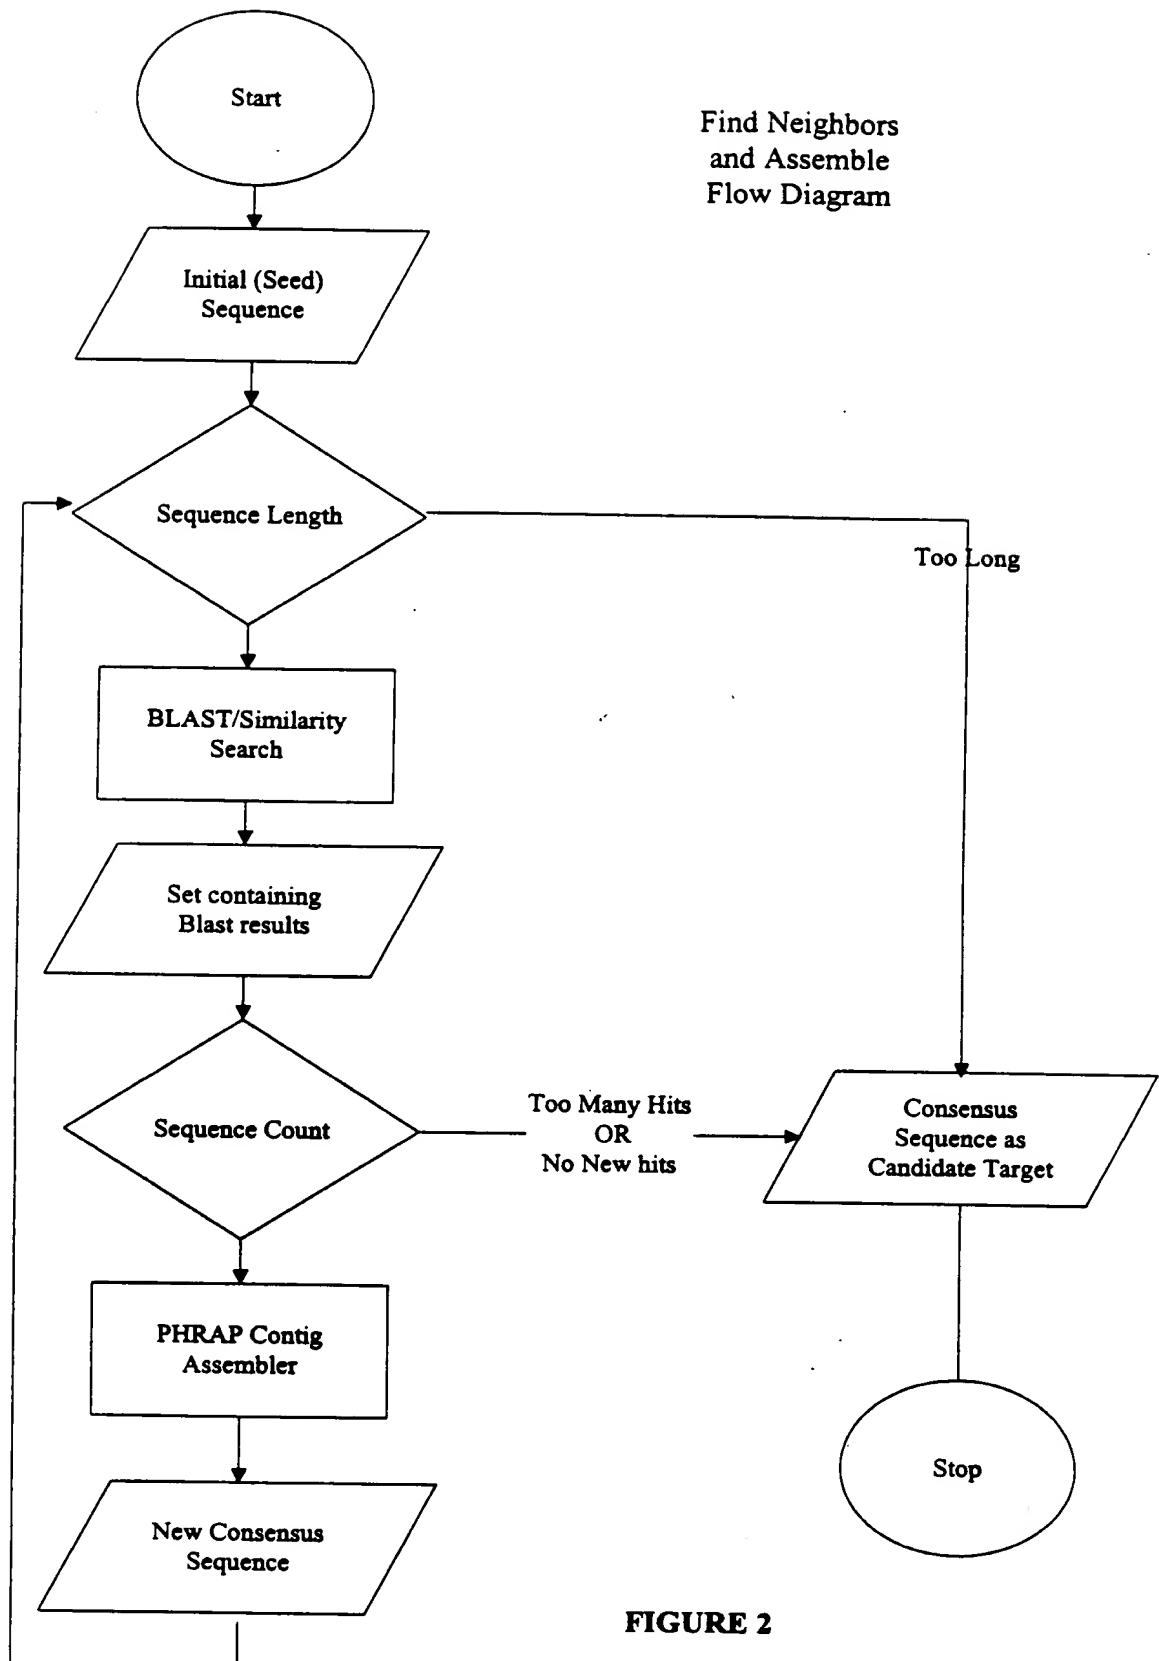 Start
Find Neighbors
and Assemble
Flow Diagram
Initial (Seed)
Sequence
Sequence Length
Too Long
BLAST/Similarity
Search
Set containing
Blast results
Sequence Count
Too Many Hits
OR
No New hits
Consensus
Sequence as
Candidate Target
PHRAP Contig
Assembler
Stop
New Consensus
Sequence
FIGURE 2